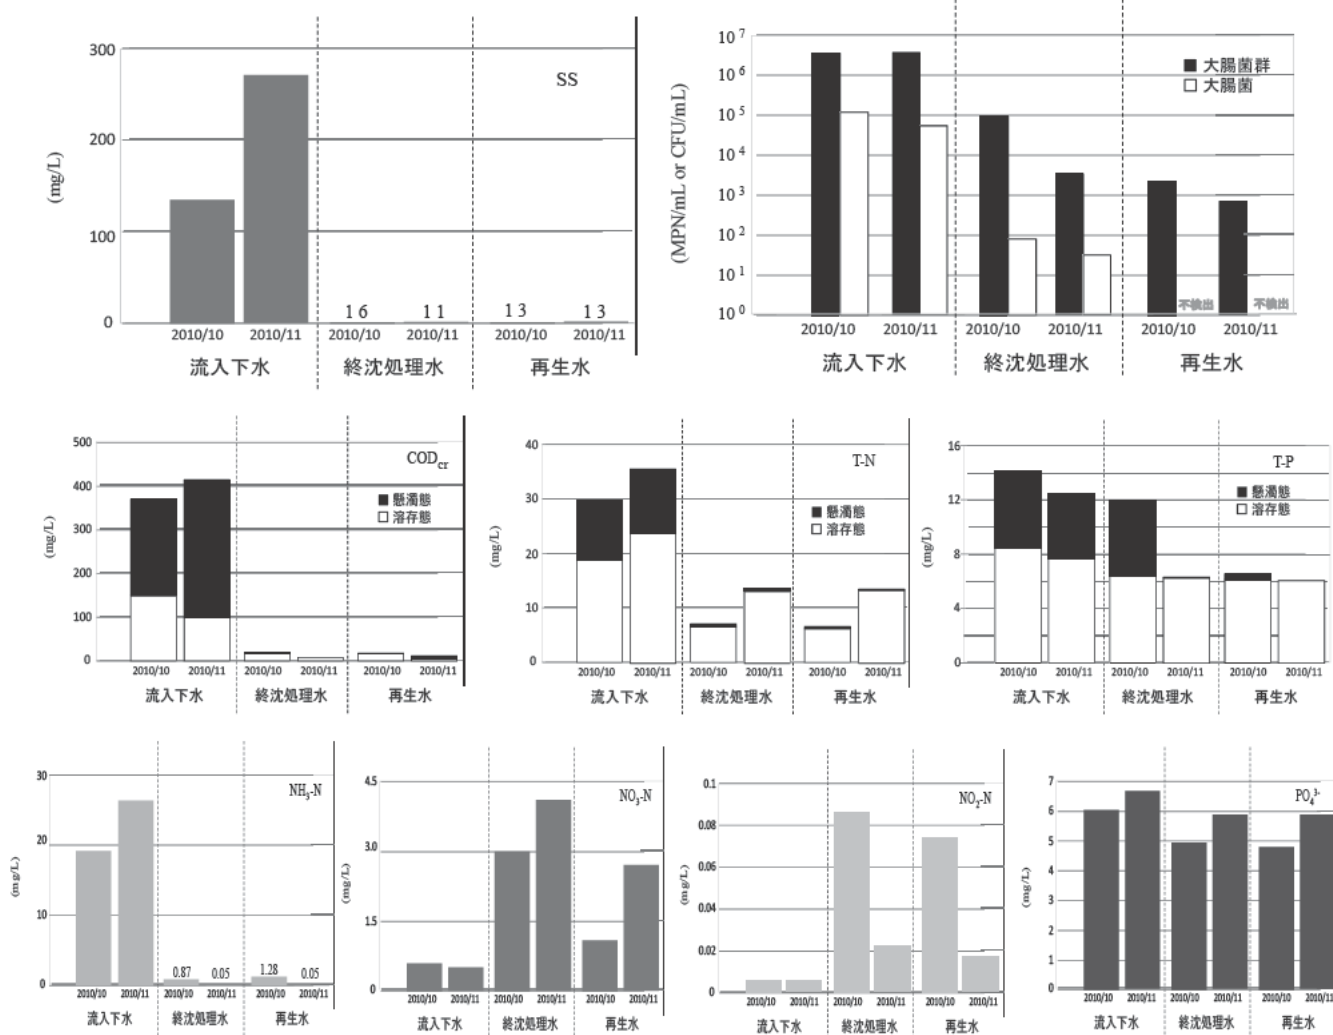 SS
(mg/L)
300
200
100
0
1 6
1 1
1 3
1 3
2010/10
2010/11
2010/10
2010/11
2010/10
2010/11
流入下水
終沈処理水
再生水
(MPN/mL or CFU/mL)
10⁷
10⁶
10⁵
10⁴
10³
10²
10¹
10⁰
大腸菌群
大腸菌
不検出
不検出
2010/10
2010/11
2010/10
2010/11
2010/10
2010/11
流入下水
終沈処理水
再生水
CODcr
(mg/L)
500
400
300
200
100
0
懸濁態
溶存態
2010/10
2010/11
2010/10
2010/11
2010/10
2010/11
流入下水
終沈処理水
再生水
T-N
(mg/L)
40
30
20
10
0
懸濁態
溶存態
2010/10
2010/11
2010/10
2010/11
2010/10
2010/11
流入下水
終沈処理水
再生水
T-P
(mg/L)
16
12
8
4
0
懸濁態
溶存態
2010/10
2010/11
2010/10
2010/11
2010/10
2010/11
流入下水
終沈処理水
再生水
NH₃-N
(mg/L)
30
20
10
0
0.87
0.05
1.28
0.05
2010/10
2010/11
2010/10
2010/11
2010/10
2010/11
流入下水
終沈処理水
再生水
NO₃-N
(mg/L)
4.5
3.0
1.5
0
2010/10
2010/11
2010/10
2010/11
2010/10
2010/11
流入下水
終沈処理水
再生水
NO₂-N
(mg/L)
0.1
0.08
0.06
0.04
0.02
0
2010/10
2010/11
2010/10
2010/11
2010/10
2010/11
流入下水
終沈処理水
再生水
PO₄³⁻
(mg/L)
7
6
5
4
3
2
1
0
2010/10
2010/11
2010/10
2010/11
2010/10
2010/11
流入下水
終沈処理水
再生水